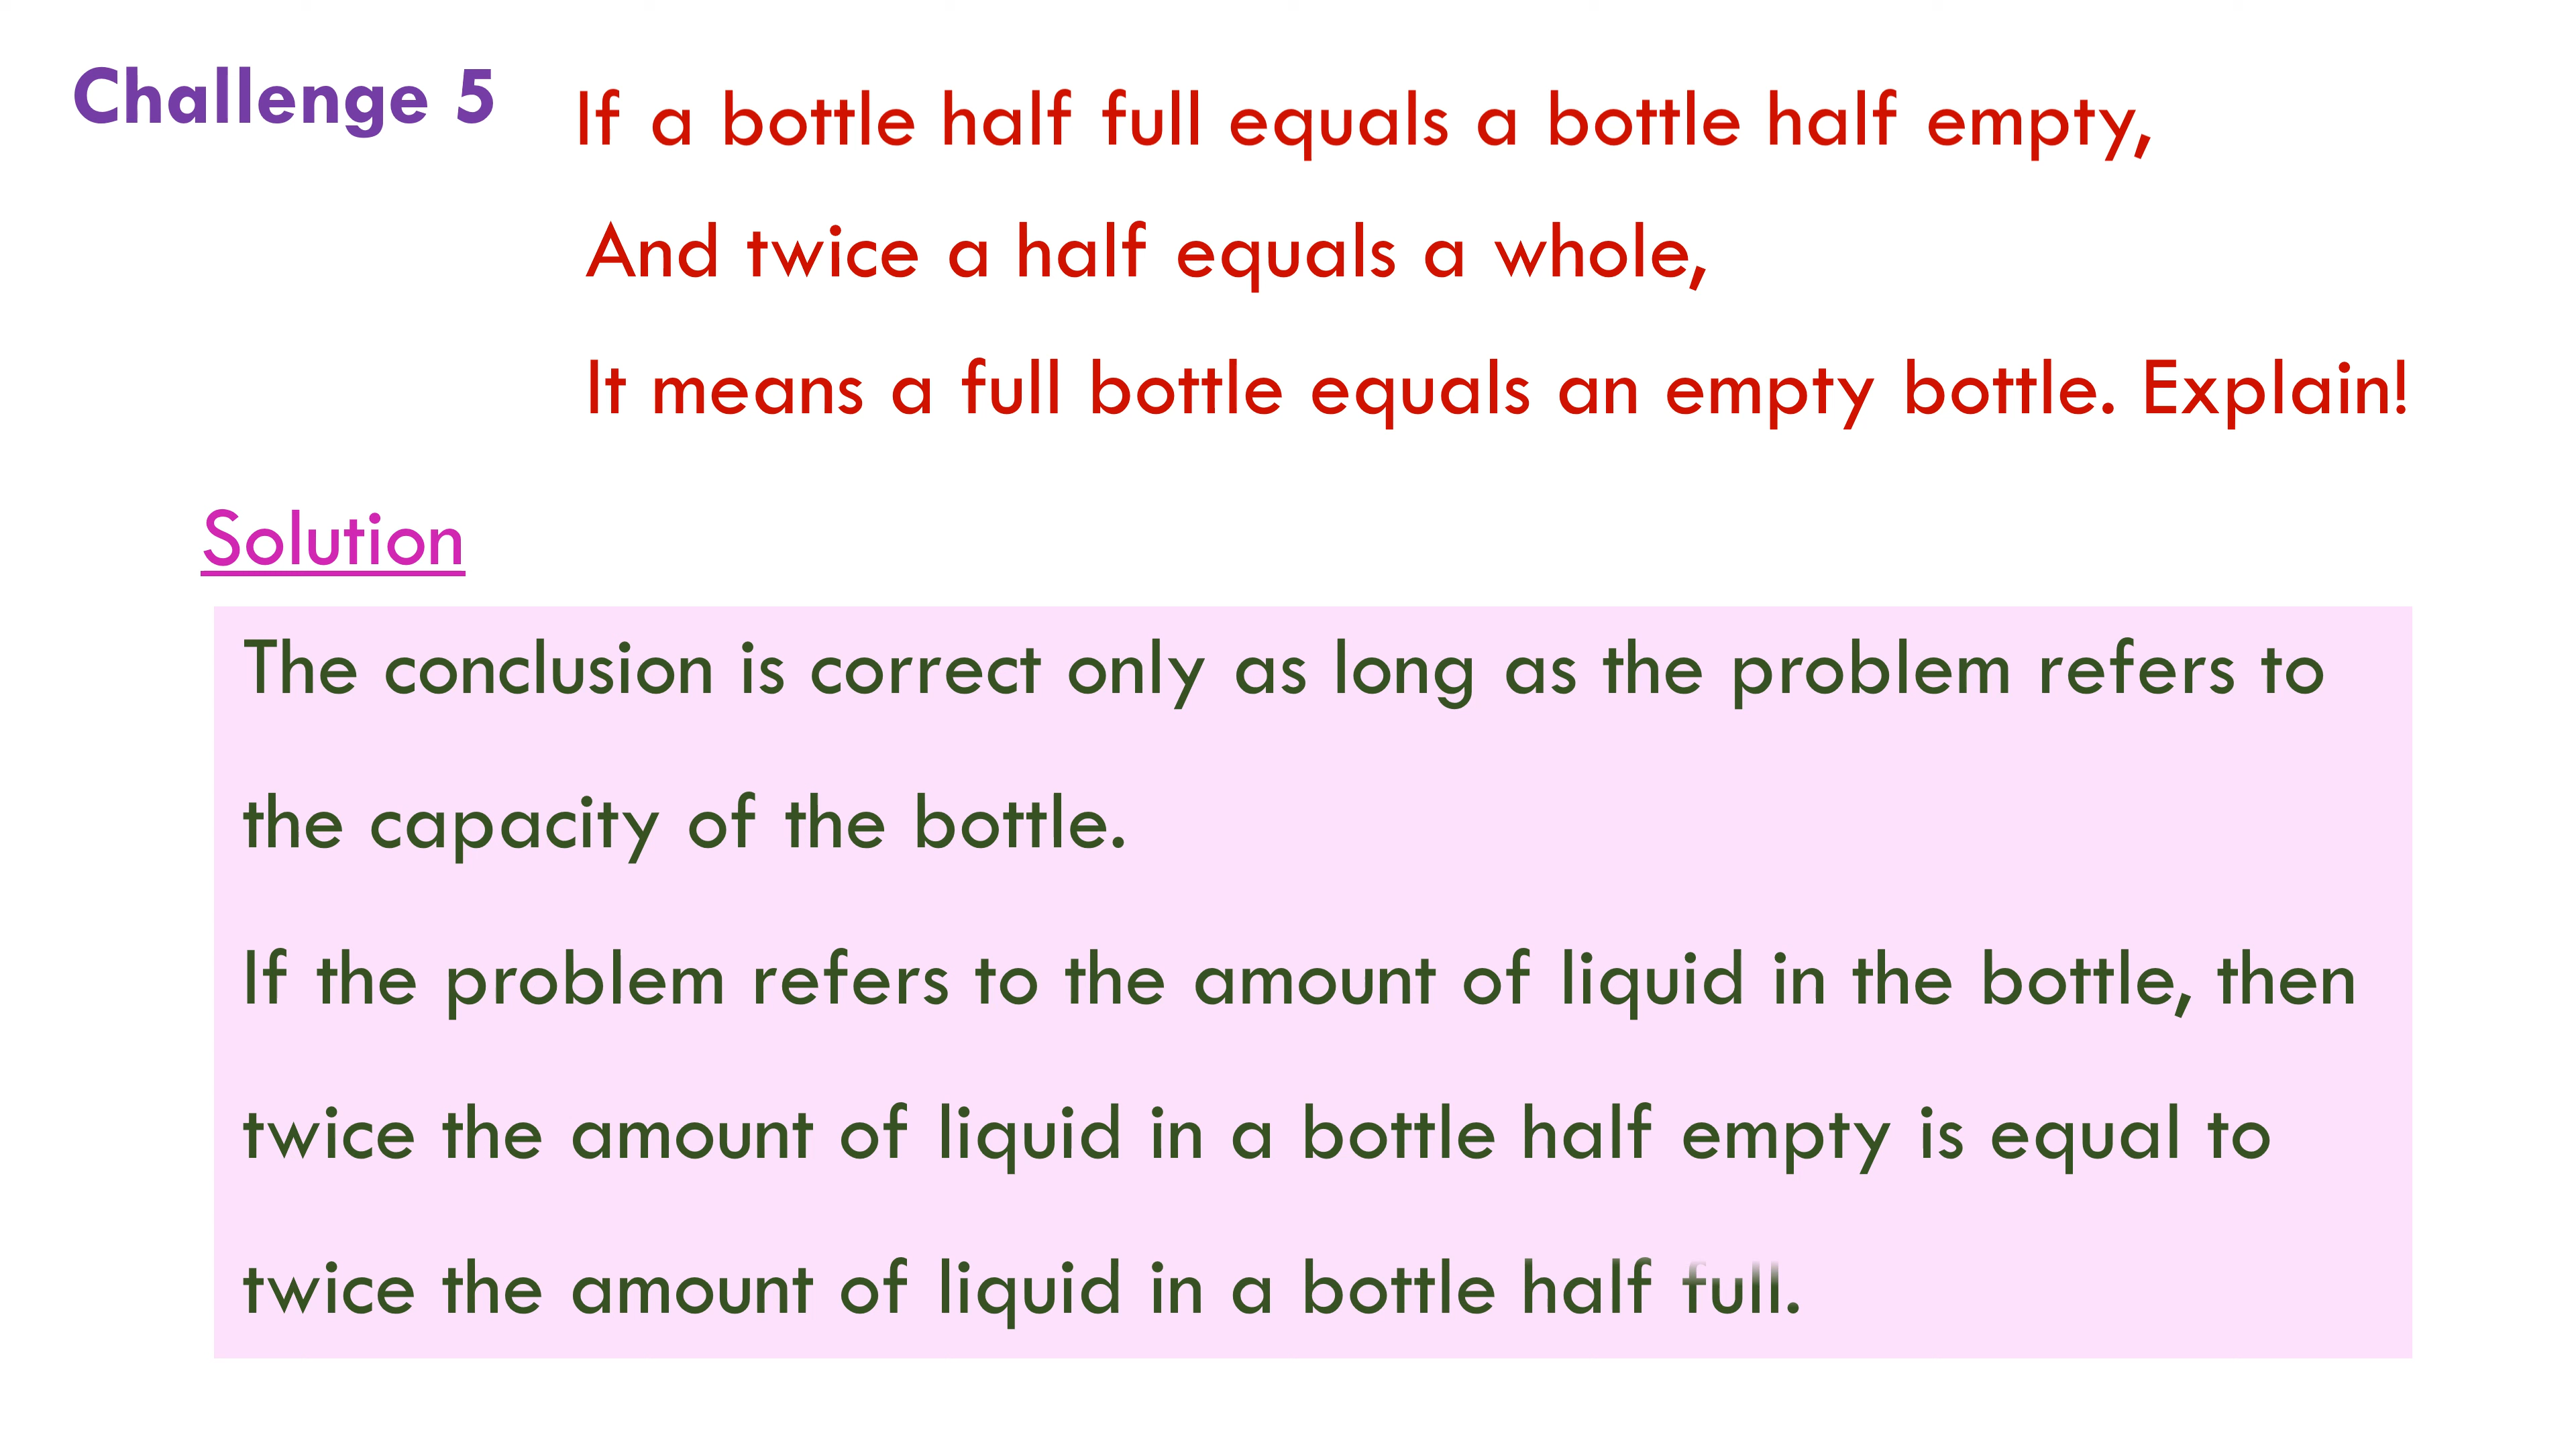 Challenge 5
If a bottle half full equals a bottle half empty,
And twice a half equals a whole,
It means a full bottle equals an empty bottle. Explain!
Solution
The conclusion is correct only as long as the problem refers to
the capacity of the bottle.
If the problem refers to the amount of liquid in the bottle, then
twice the amount of liquid in a bottle half empty is equal to
twice the amount of liquid in a bottle half full.